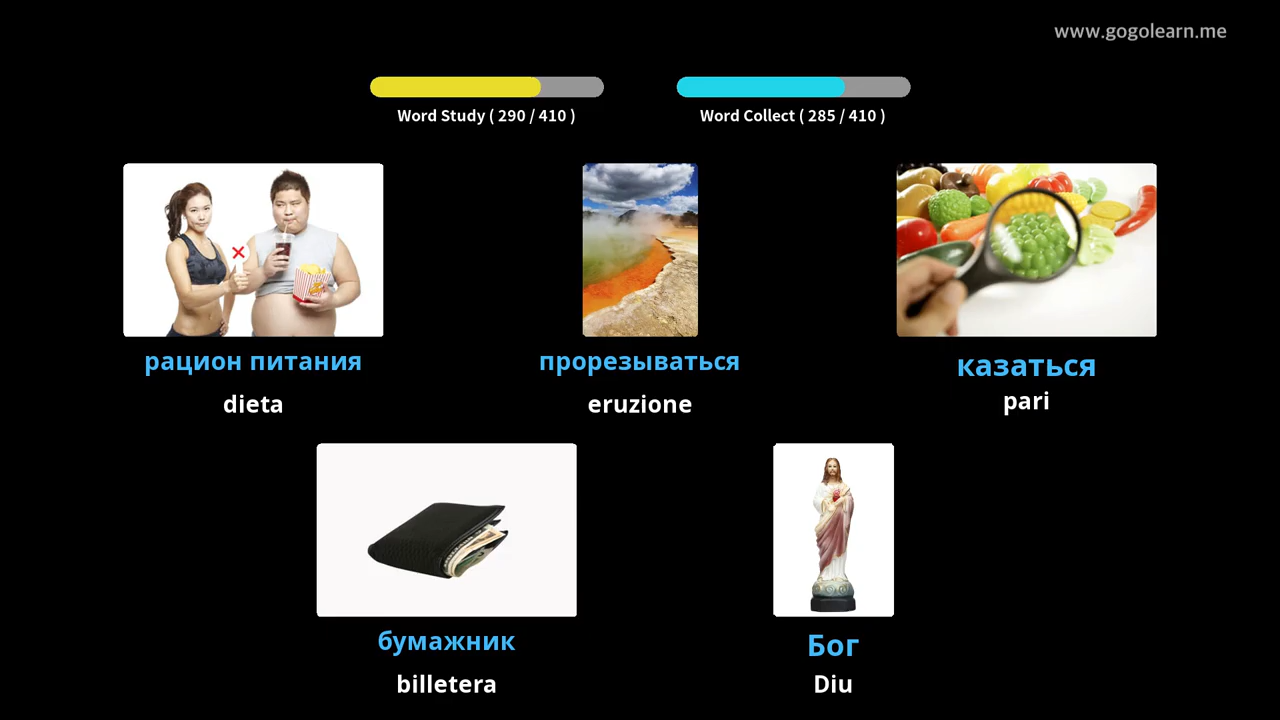 www.gogolearn.me
Word Study ( 290 / 410 )
Word Collect ( 285 / 410 )
рацион питания
dieta
прорезываться
eruzione
казаться
pari
бумажник
billetera
Бог
Diu